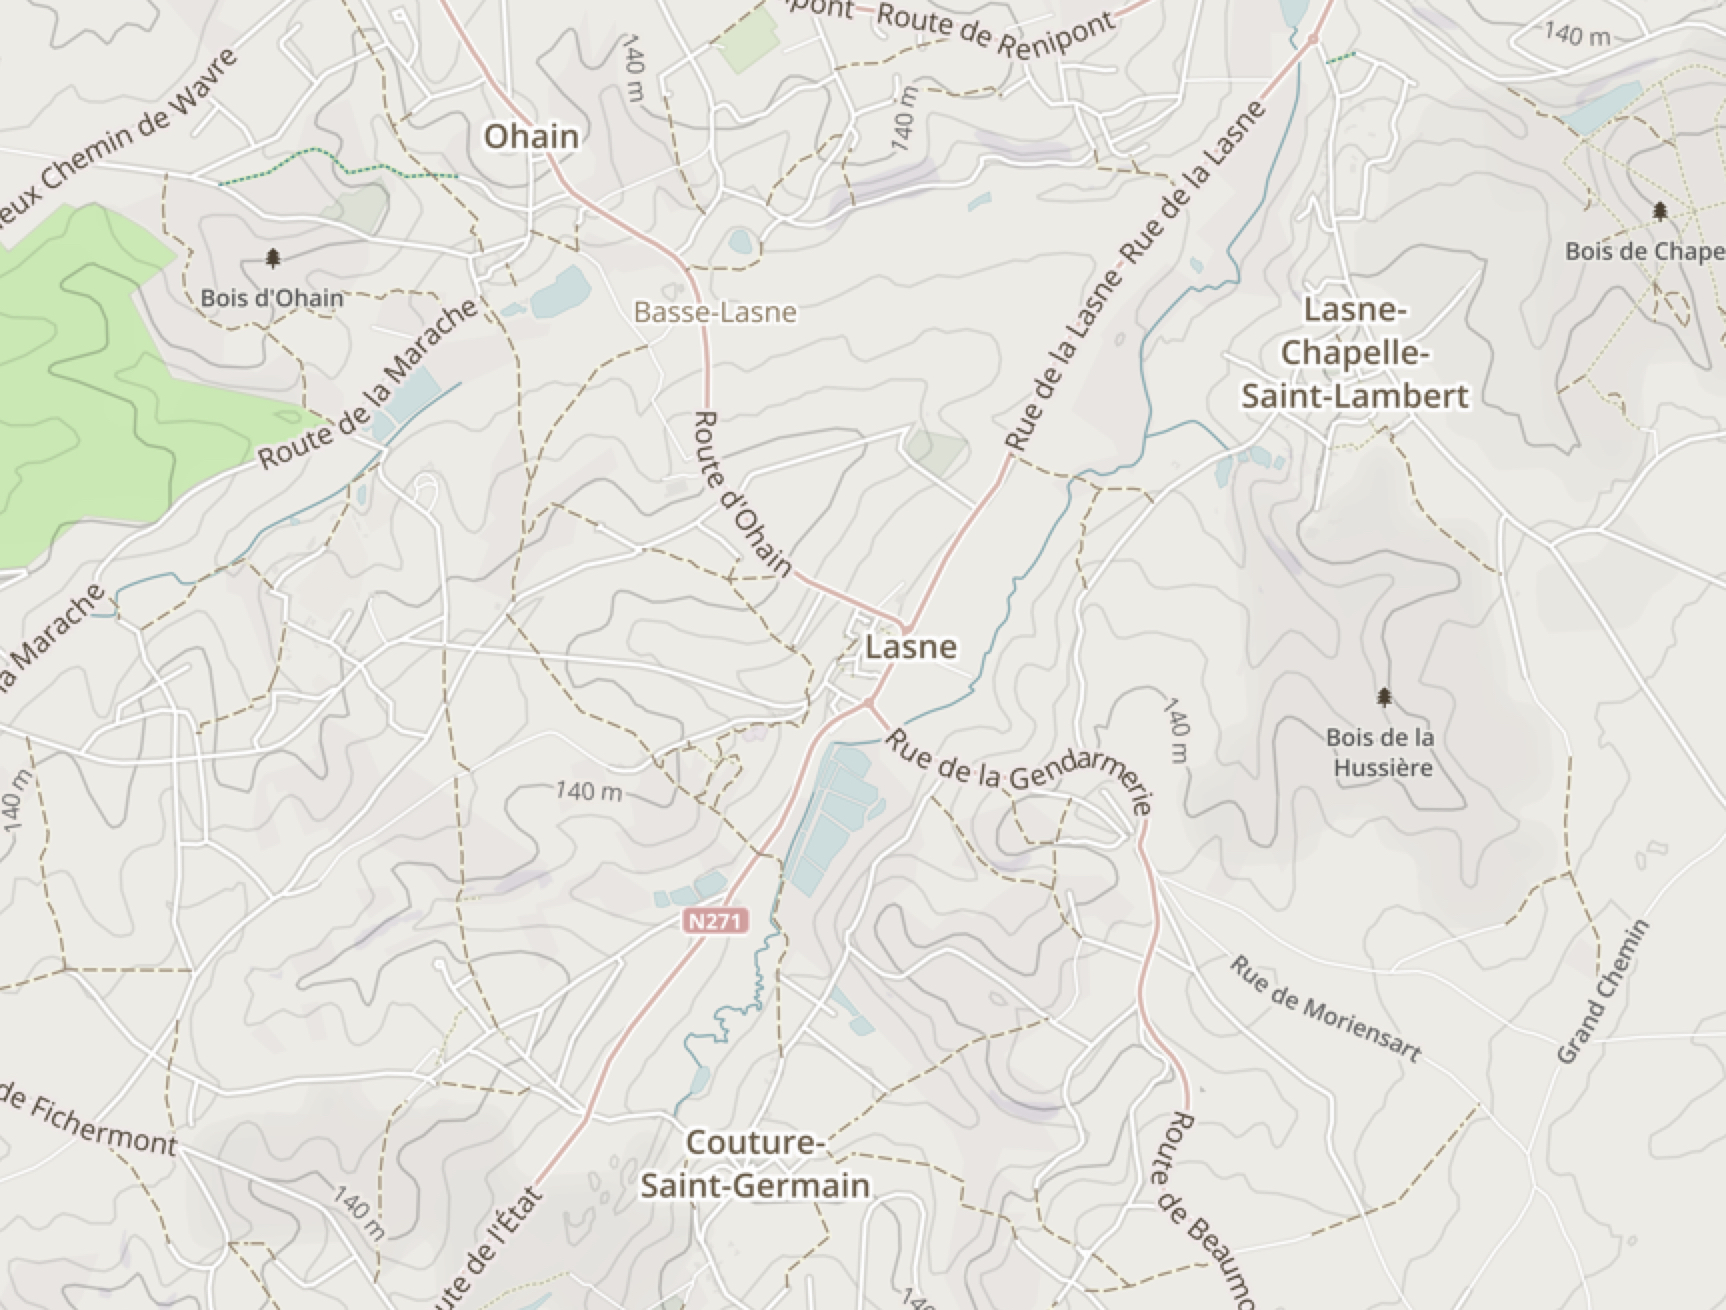 Route de Renipont
140 m
140 m
eux Chemin de Wavre
Ohain
140 m
Rue de la Lasne
Bois de Chape
Bois d'Ohain
Basse-Lasne
Rue de la Lasne
Lasne-
Chapelle-
Saint-Lambert
Route de la Marache
Route d'Ohain
la Marache
Lasne
140 m
Bois de la
Hussière
Rue de la Gendarmerie
140 m
140 m
N271
Rue de Moriensart
Grand Chemin
de Fichermont
Couture-
Saint-Germain
140 m
Route de Beaumo
ute de l'État